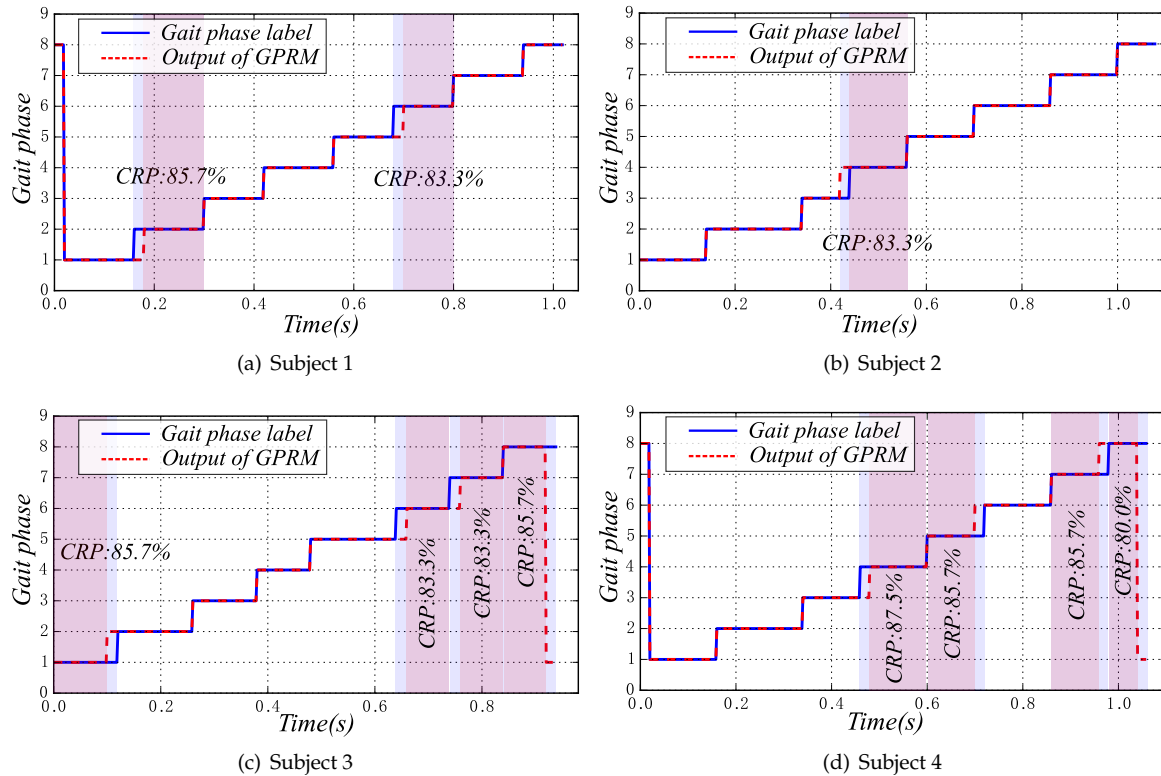 9
8
7
6
5
4
3
2
1
0
Gait phase
Gait phase label
Output of GPRM
CRP:85.7%
CRP:83.3%
0.0 0.2 0.4 0.6 0.8 1.0
Time(s)
(a) Subject 1
9
8
7
6
5
4
3
2
1
0
Gait phase
Gait phase label
Output of GPRM
CRP:83.3%
0.0 0.2 0.4 0.6 0.8 1.0
Time(s)
(b) Subject 2
9
8
7
6
5
4
3
2
1
0
Gait phase
Gait phase label
Output of GPRM
CRP:85.7%
CRP:83.3%
CRP:83.3%
CRP:85.7%
0.0 0.2 0.4 0.6 0.8
Time(s)
(c) Subject 3
9
8
7
6
5
4
3
2
1
0
Gait phase
Gait phase label
Output of GPRM
CRP:87.5%
CRP:85.7%
CRP:85.7%
CRP:80.0%
0.0 0.2 0.4 0.6 0.8 1.0
Time(s)
(d) Subject 4